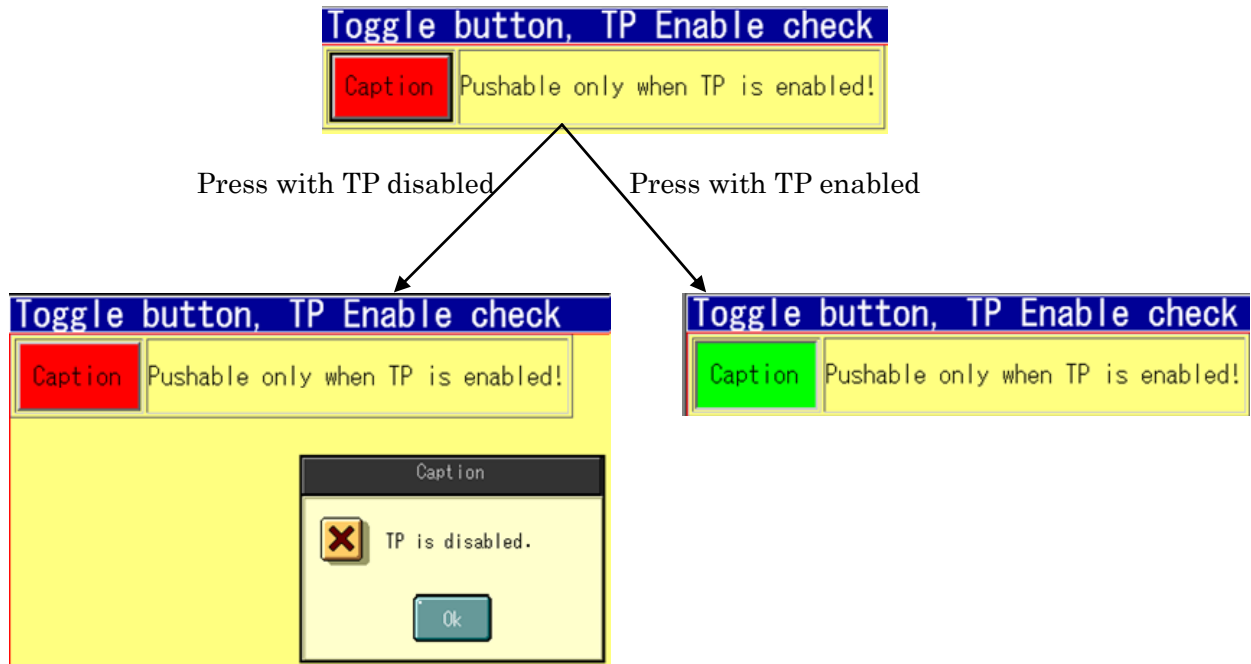 Toggle button, TP Enable check
Caption Pushable only when TP is enabled!
Press with TP disabled
Press with TP enabled
Toggle button, TP Enable check
Caption Pushable only when TP is enabled!
Caption
TP is disabled.
Ok
Toggle button, TP Enable check
Caption Pushable only when TP is enabled!